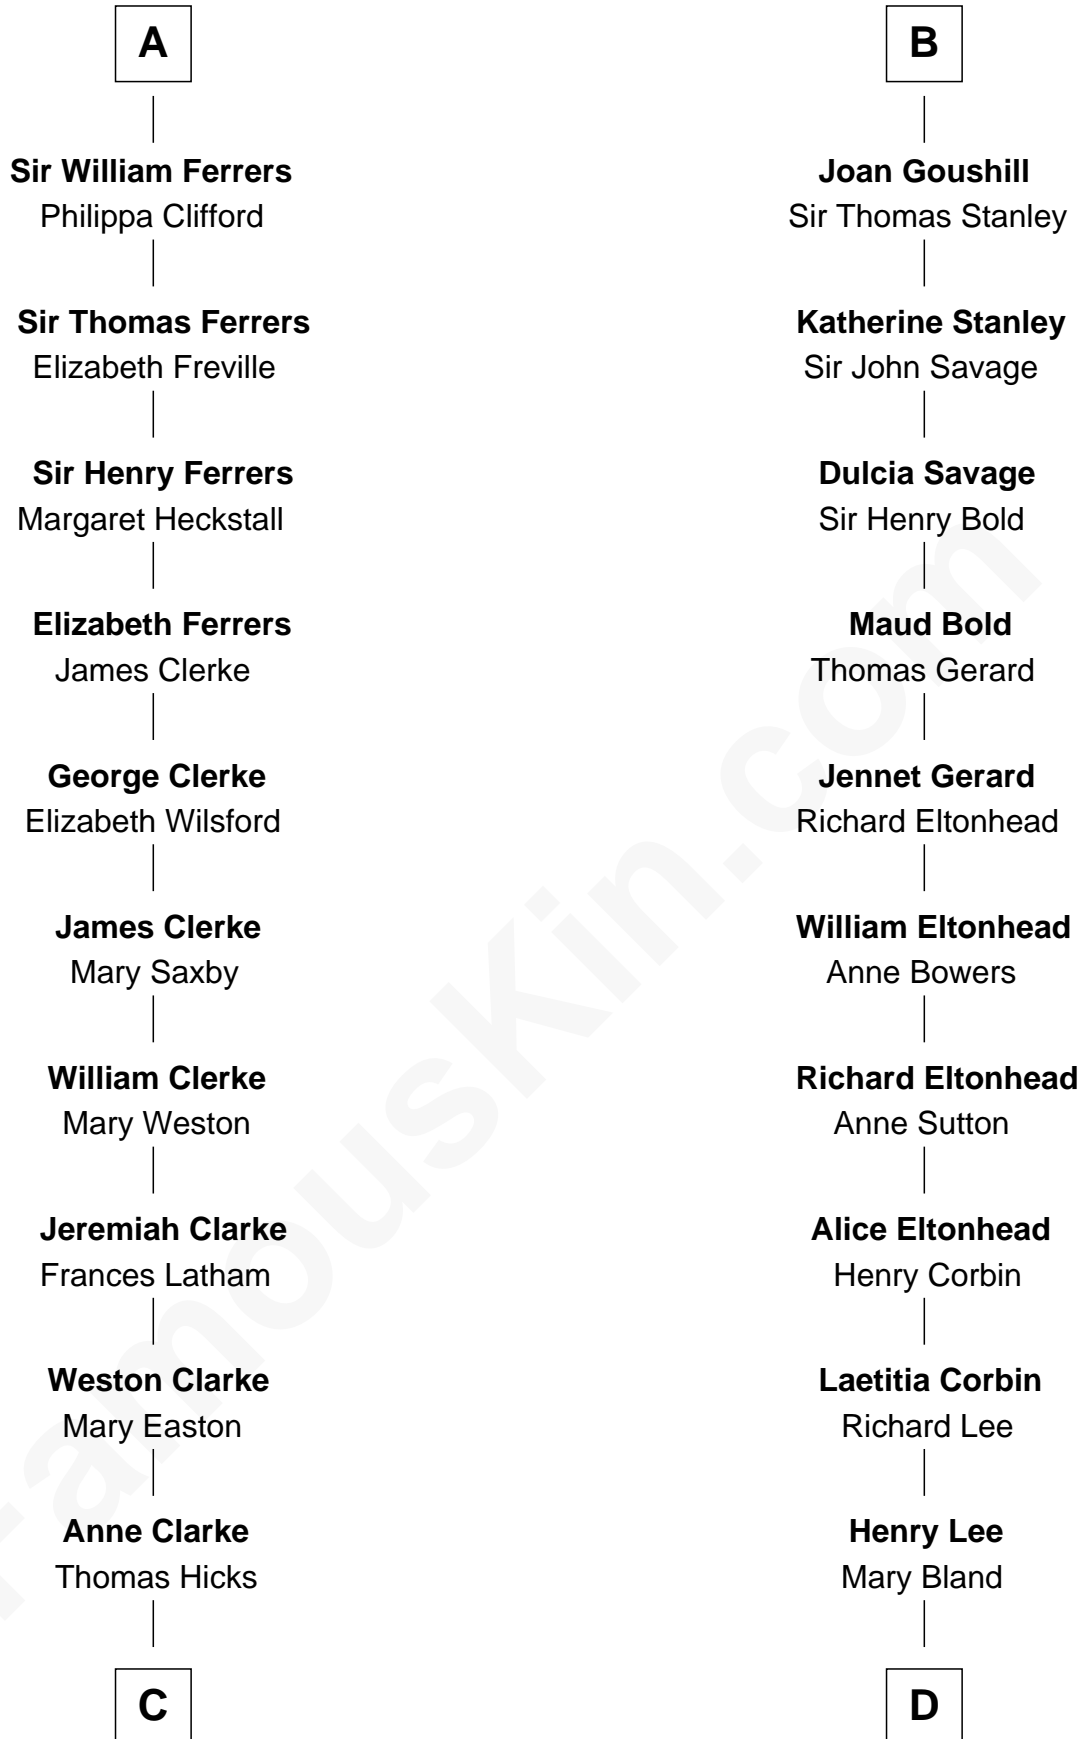 A
Sir William Ferrers
Philippa Clifford
Sir Thomas Ferrers
Elizabeth Freville
Sir Henry Ferrers
Margaret Heckstall
Elizabeth Ferrers
James Clerke
George Clerke
Elizabeth Wilsford
James Clerke
Mary Saxby
William Clerke
Mary Weston
Jeremiah Clarke
Frances Latham
Weston Clarke
Mary Easton
Anne Clarke
Thomas Hicks
C
B
Joan Goushill
Sir Thomas Stanley
Katherine Stanley
Sir John Savage
Dulcia Savage
Sir Henry Bold
Maud Bold
Thomas Gerard
Jennet Gerard
Richard Eltonhead
William Eltonhead
Anne Bowers
Richard Eltonhead
Anne Sutton
Alice Eltonhead
Henry Corbin
Laetitia Corbin
Richard Lee
Henry Lee
Mary Bland
D
FamousKin.com